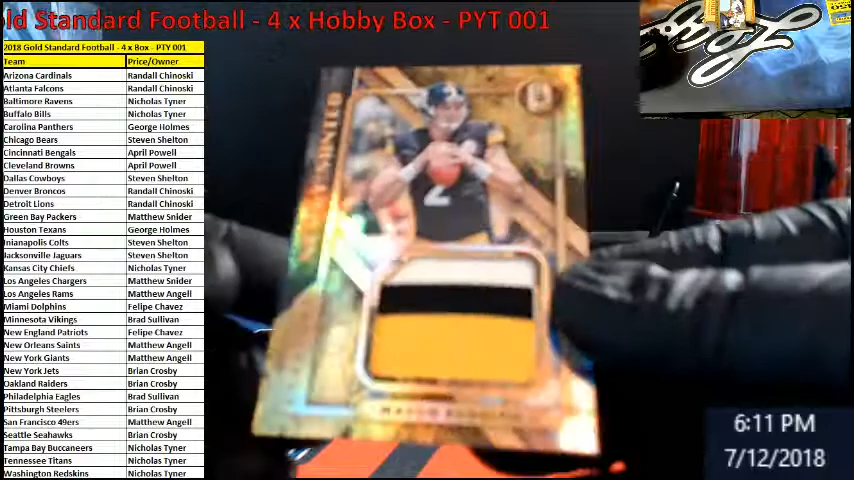 ld Standard Football - 4 x Hobby Box - PYT 001
2018 Gold Standard Football - 4 x Box - PTY 001
Team Price/Owner
Arizona Cardinals Randall Chinoski
Atlanta Falcons Randall Chinoski
Baltimore Ravens Nicholas Tyner
Buffalo Bills Nicholas Tyner
Carolina Panthers George Holmes
Chicago Bears Steven Shelton
Cincinnati Bengals April Powell
Cleveland Browns April Powell
Dallas Cowboys Steven Shelton
Denver Broncos Randall Chinoski
Detroit Lions Randall Chinoski
Green Bay Packers Matthew Snider
Houston Texans George Holmes
Inianapolis Colts Steven Shelton
Jacksonville Jaguars Steven Shelton
Kansas City Chiefs Nicholas Tyner
Los Angeles Chargers Matthew Snider
Los Angeles Rams Matthew Angell
Miami Dolphins Felipe Chavez
Minnesota Vikings Brad Sullivan
New England Patriots Felipe Chavez
New Orleans Saints Matthew Angell
New York Giants Matthew Angell
New York Jets Brian Crosby
Oakland Raiders Brian Crosby
Philadelphia Eagles Brad Sullivan
Pittsburgh Steelers Brian Crosby
San Francisco 49ers Matthew Angell
Seattle Seahawks Brian Crosby
Tampa Bay Buccaneers Nicholas Tyner
Tennessee Titans Nicholas Tyner
Washington Redskins Nicholas Tyner
2
6:11 PM
7/12/2018